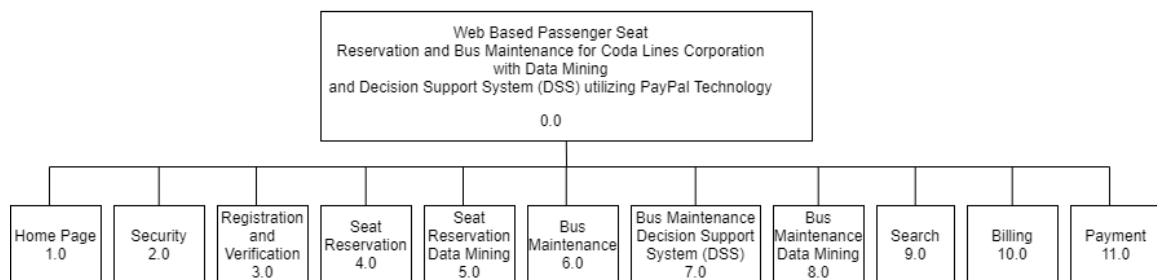 Web Based Passenger Seat
Reservation and Bus Maintenance for Coda Lines Corporation
with Data Mining
and Decision Support System (DSS) utilizing PayPal Technology
0.0
Home Page
1.0
Security
2.0
Registration
and
Verification
3.0
Seat
Reservation
4.0
Seat
Reservation
Data Mining
5.0
Bus
Maintenance
6.0
Bus Maintenance
Decision Support
System (DSS)
7.0
Bus
Maintenance
Data Mining
8.0
Search
9.0
Billing
10.0
Payment
11.0